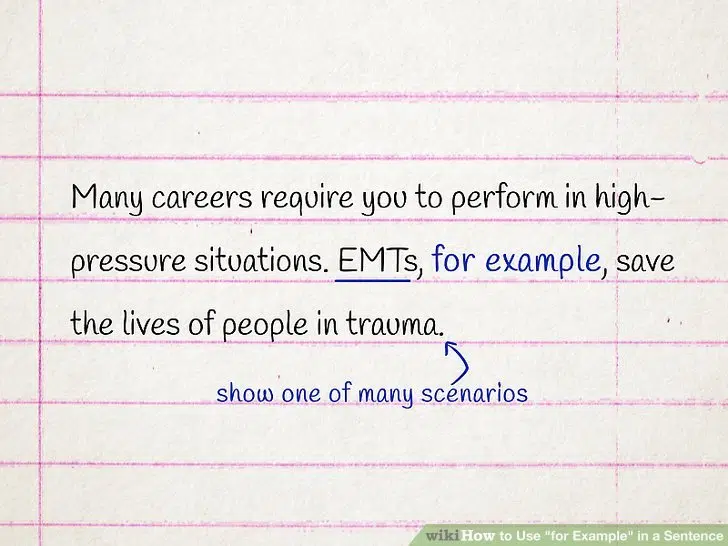 Many careers require you to perform in high-
pressure situations. EMTs, for example, save
the lives of people in trauma.
show one of many scenarios
wikiHow to Use "for Example" in a Sentence